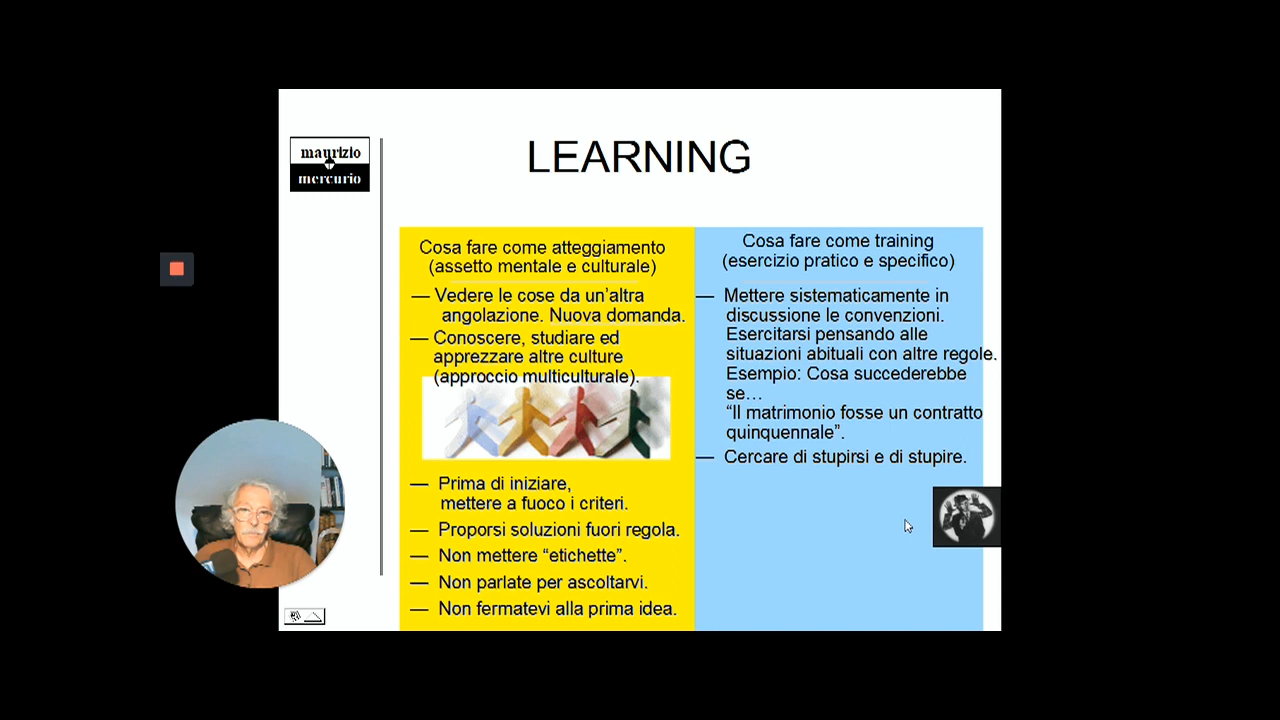 maurizio
mercurio
LEARNING
Cosa fare come atteggiamento
(assetto mentale e culturale)
— Vedere le cose da un’altra
angolazione. Nuova domanda.
— Conoscere, studiare ed
apprezzare altre culture
(approccio multiculturale).
— Prima di iniziare,
mettere a fuoco i criteri.
— Proporsi soluzioni fuori regola.
— Non mettere “etichette”.
— Non parlate per ascoltarvi.
— Non fermatevi alla prima idea.
Cosa fare come training
(esercizio pratico e specifico)
— Mettere sistematicamente in
discussione le convenzioni.
Esercitarsi pensando alle
situazioni abituali con altre regole.
Esempio: Cosa succederebbe
se…
“Il matrimonio fosse un contratto
quinquennale”.
— Cercare di stupirsi e di stupire.